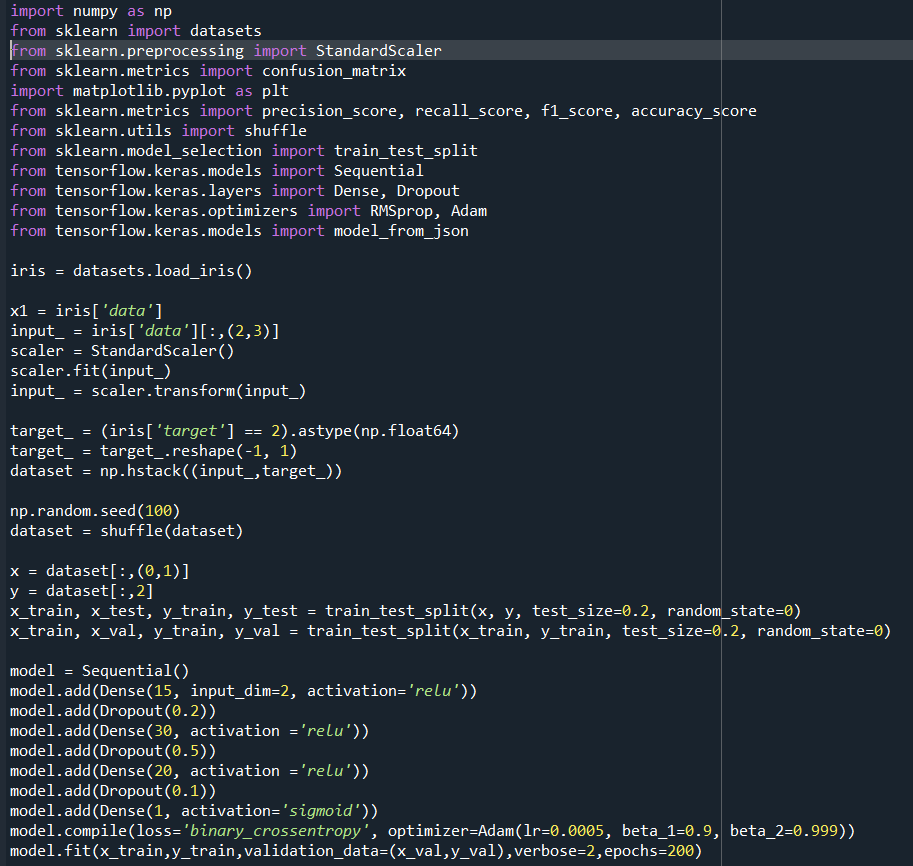 import numpy as np
from sklearn import datasets
from sklearn.preprocessing import StandardScaler
from sklearn.metrics import confusion_matrix
import matplotlib.pyplot as plt
from sklearn.metrics import precision_score, recall_score, f1_score, accuracy_score
from sklearn.utils import shuffle
from sklearn.model_selection import train_test_split
from tensorflow.keras.models import Sequential
from tensorflow.keras.layers import Dense, Dropout
from tensorflow.keras.optimizers import RMSprop, Adam
from tensorflow.keras.models import model_from_json

iris = datasets.load_iris()

x1 = iris['data']
input_ = iris['data'][:,(2,3)]
scaler = StandardScaler()
scaler.fit(input_)
input_ = scaler.transform(input_)

target_ = (iris['target'] == 2).astype(np.float64)
target_ = target_.reshape(-1, 1)
dataset = np.hstack((input_,target_))

np.random.seed(100)
dataset = shuffle(dataset)

x = dataset[:,(0,1)]
y = dataset[:,2]
x_train, x_test, y_train, y_test = train_test_split(x, y, test_size=0.2, random_state=0)
x_train, x_val, y_train, y_val = train_test_split(x_train, y_train, test_size=0.2, random_state=0)

model = Sequential()
model.add(Dense(15, input_dim=2, activation='relu'))
model.add(Dropout(0.2))
model.add(Dense(30, activation ='relu'))
model.add(Dropout(0.5))
model.add(Dense(20, activation ='relu'))
model.add(Dropout(0.1))
model.add(Dense(1, activation='sigmoid'))
model.compile(loss='binary_crossentropy', optimizer=Adam(lr=0.0005, beta_1=0.9, beta_2=0.999))
model.fit(x_train,y_train,validation_data=(x_val,y_val),verbose=2,epochs=200)